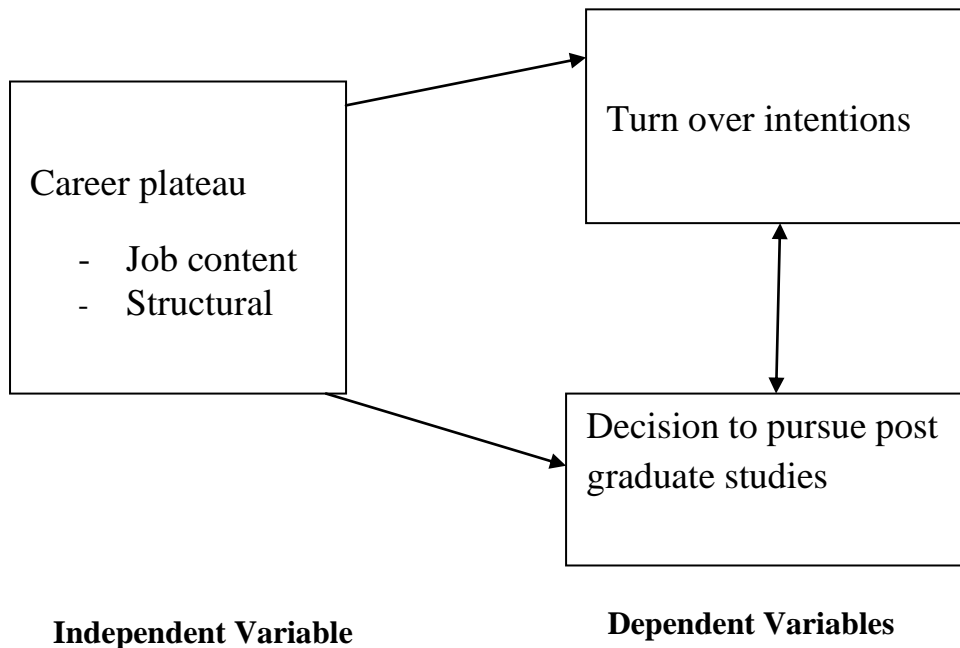 Career plateau
- Job content
- Structural
Turn over intentions
Decision to pursue post
graduate studies
Independent Variable
Dependent Variables